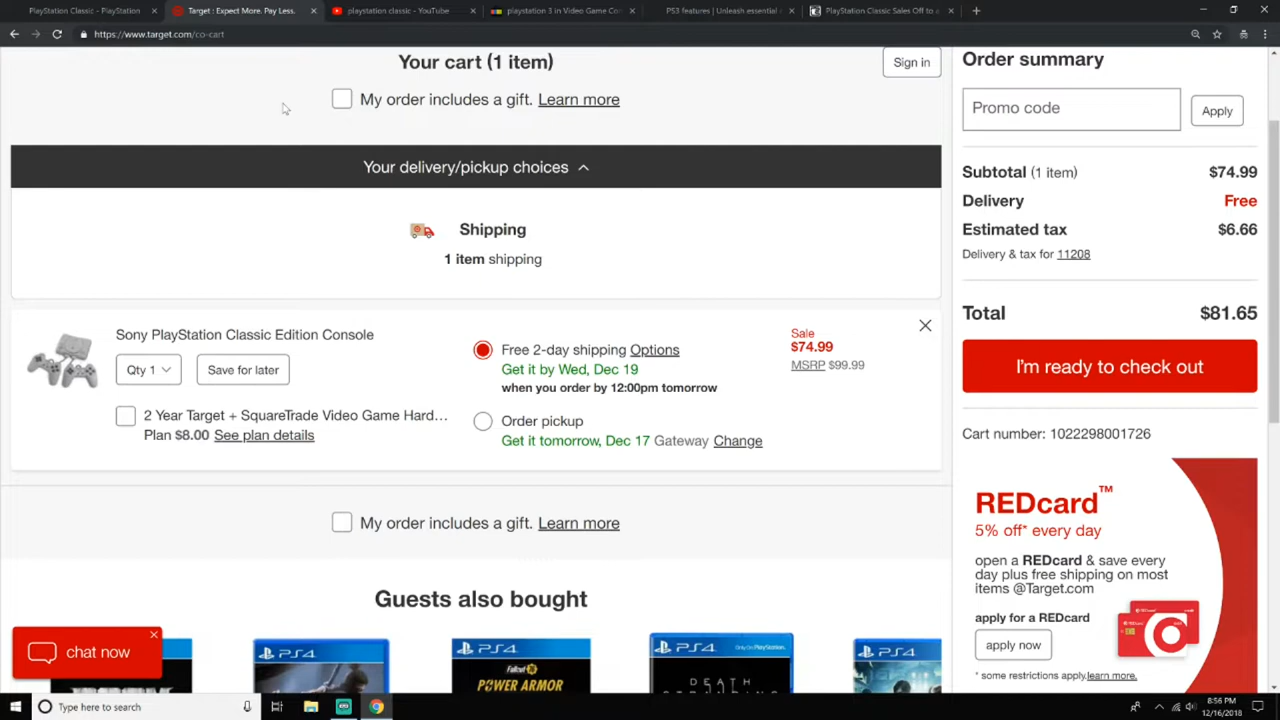 PlayStation Classic - PlayStation
Target : Expect More. Pay Less.
playstation classic - YouTube
playstation 3 in Video Game Con
PS3 features | Unleash essential
PlayStation Classic Sales Off to a
https://www.target.com/co-cart
Your cart (1 item)
Sign in
My order includes a gift. Learn more
Your delivery/pickup choices
Shipping
1 item shipping
Sony PlayStation Classic Edition Console
Qty 1
Save for later
2 Year Target + SquareTrade Video Game Hard...
Plan $8.00 See plan details
Free 2-day shipping Options
Get it by Wed, Dec 19
when you order by 12:00pm tomorrow
Order pickup
Get it tomorrow, Dec 17 Gateway Change
Sale
$74.99
MSRP $99.99
My order includes a gift. Learn more
Guests also bought
chat now
PS4
PS4
Fallout
POWER ARMOR
PS4
Only On PlayStation
DEATH
PS4
Order summary
Promo code
Apply
Subtotal (1 item) $74.99
Delivery Free
Estimated tax $6.66
Delivery & tax for 11208
Total $81.65
I'm ready to check out
Cart number: 1022298001726
REDcard™
5% off* every day
open a REDcard & save every
day plus free shipping on most
items @Target.com
apply for a REDcard
apply now
* some restrictions apply.learn more.
Type here to search
8:56 PM
12/16/2018